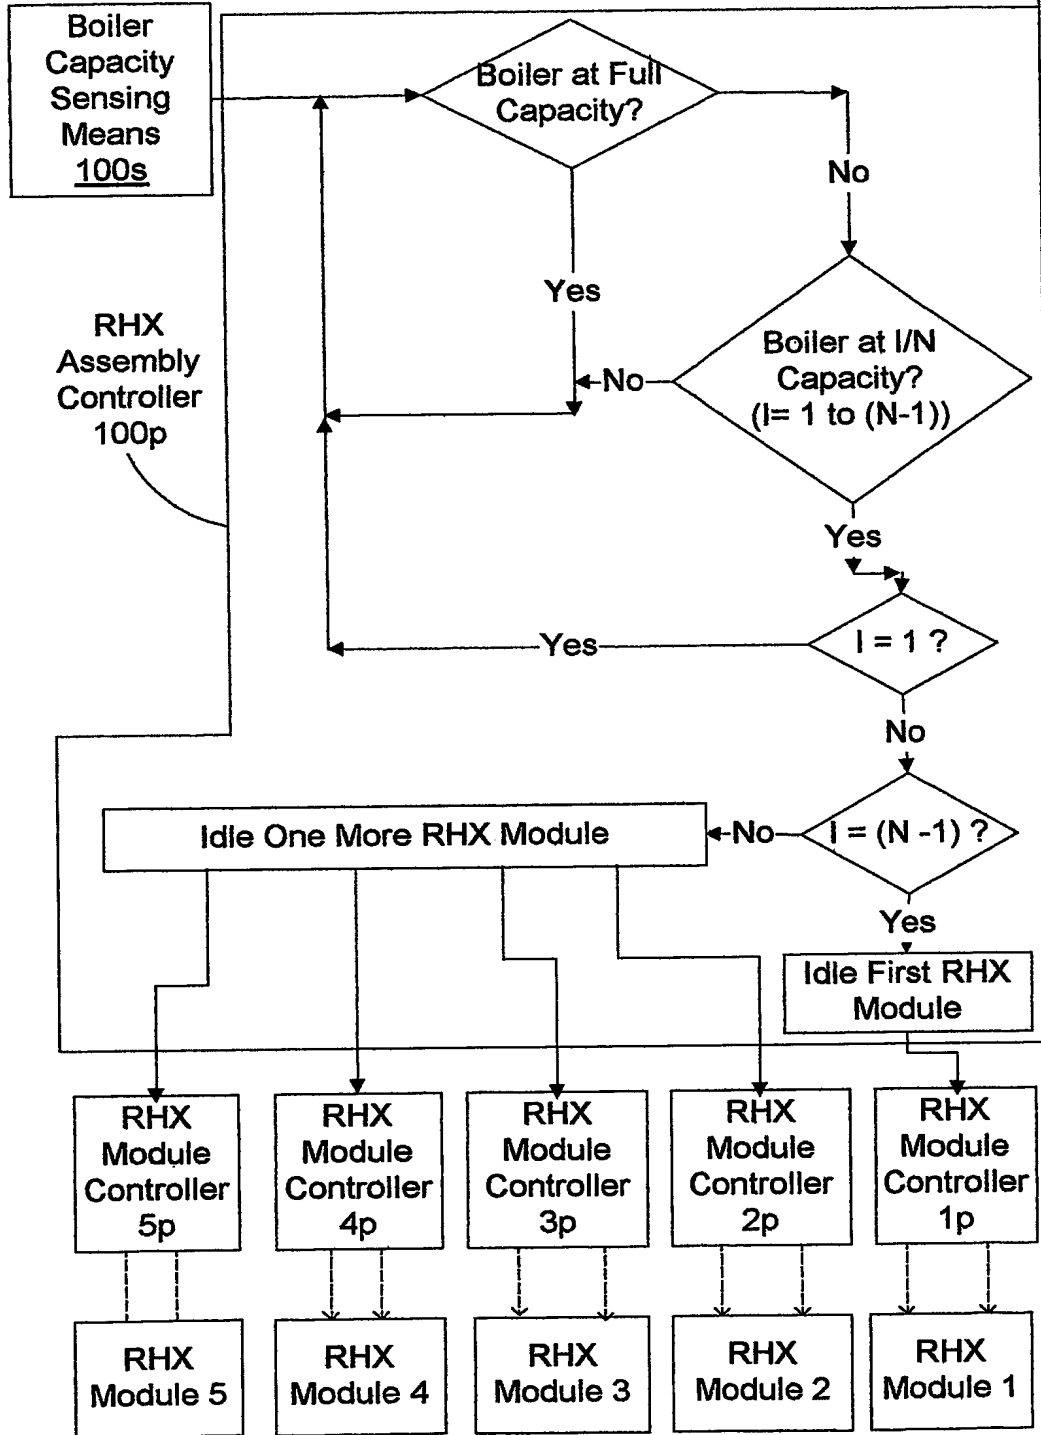 Boiler
Capacity
Sensing
Means
100s
Boiler at Full
Capacity?
No
Yes
Boiler at I/N
Capacity?
(I= 1 to (N-1))
No
RHX
Assembly
Controller
100p
Yes
I = 1 ?
Yes
No
I = (N -1) ?
No
Idle One More RHX Module
Yes
Idle First RHX
Module
RHX
Module
Controller
5p
RHX
Module
Controller
4p
RHX
Module
Controller
3p
RHX
Module
Controller
2p
RHX
Module
Controller
1p
RHX
Module 5
RHX
Module 4
RHX
Module 3
RHX
Module 2
RHX
Module 1